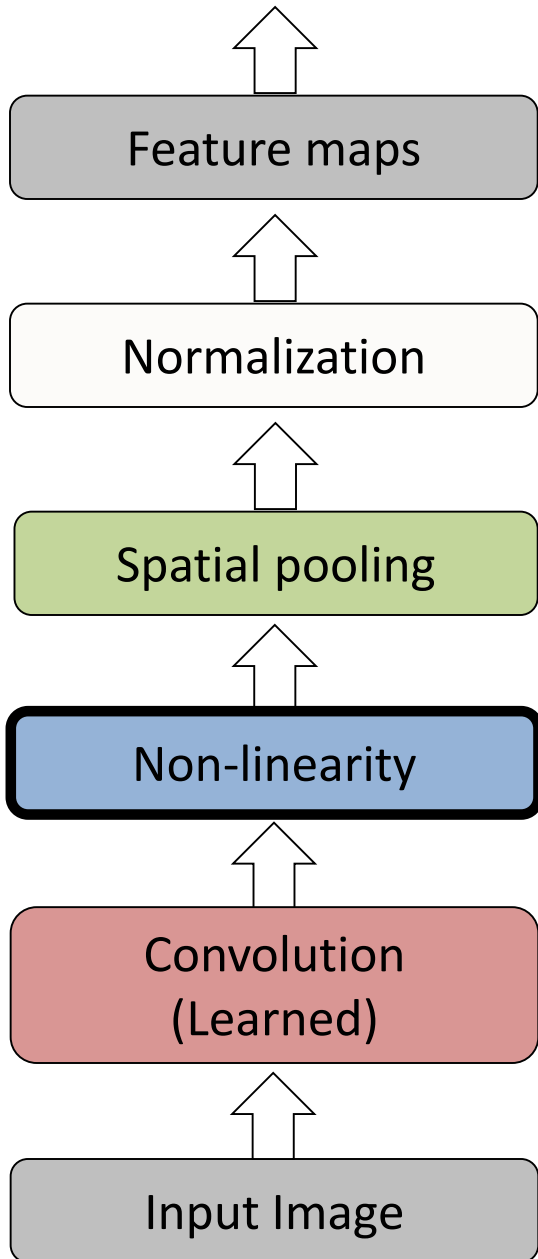 Feature maps
Normalization
Spatial pooling
Non-linearity
Convolution
(Learned)
Input Image